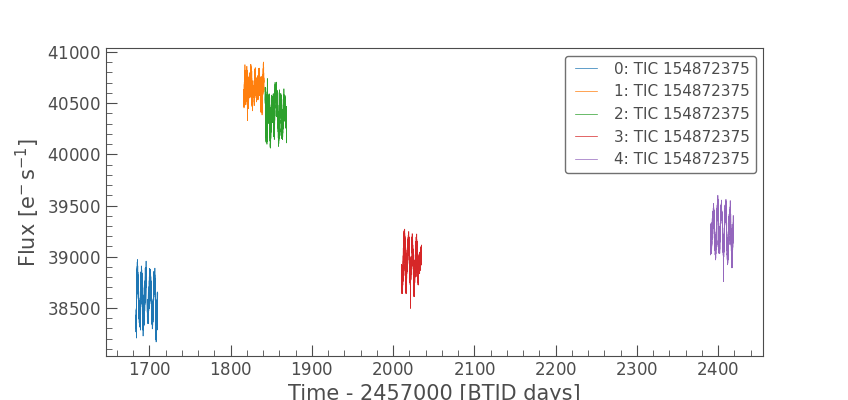 41000
40500
40000
39500
39000
38500
Flux [e⁻ s⁻¹]
0: TIC 154872375
1: TIC 154872375
2: TIC 154872375
3: TIC 154872375
4: TIC 154872375
1700 1800 1900 2000 2100 2200 2300 2400
Time - 2457000 [BTJD days]